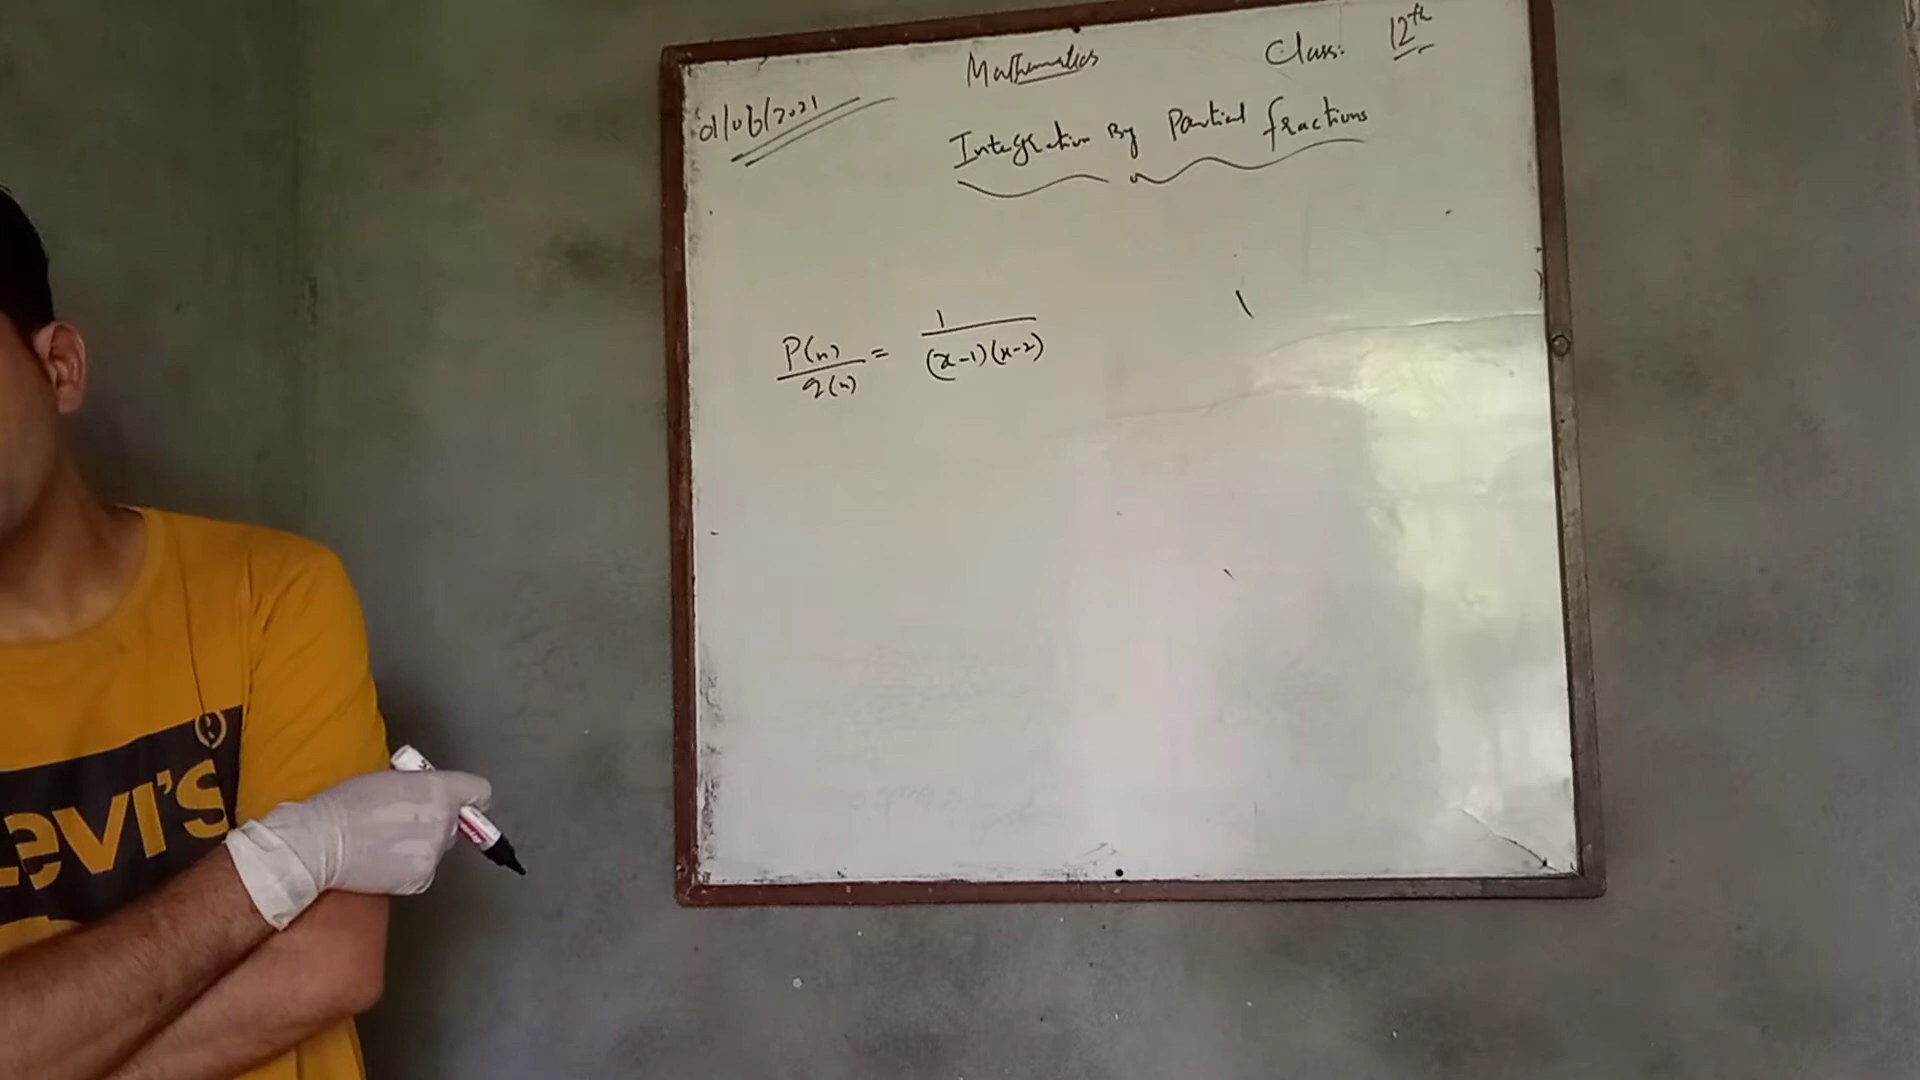 Mathematics Class: 12th
01/06/2021
Integration By Partial fractions
P(x)/q(x) = 1/((x-1)(x-2))
Levi's